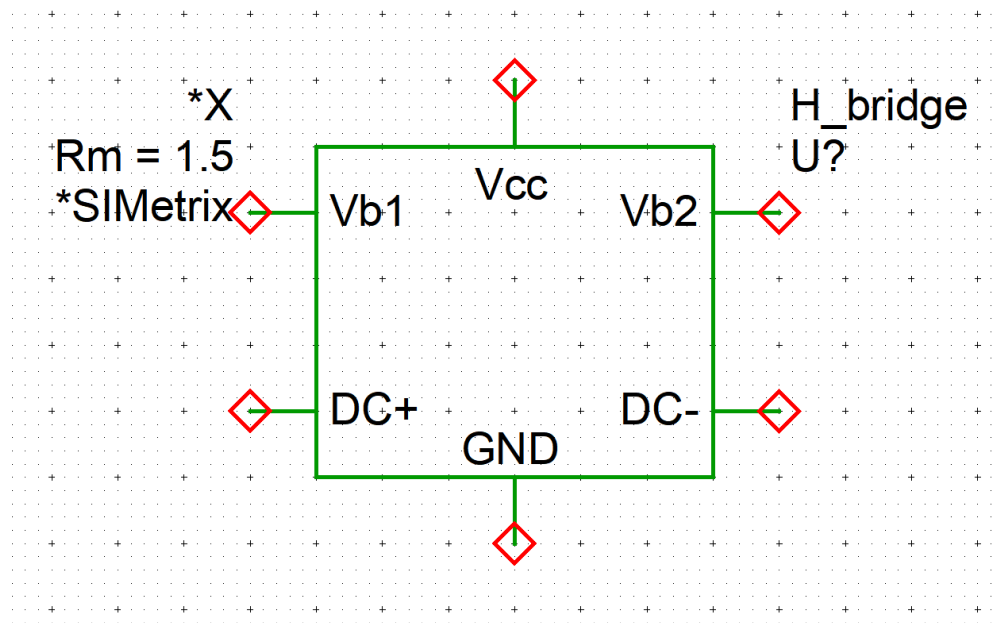 *X
Rm = 1.5
*SIMetrix
H_bridge
U?
Vcc
Vb1
Vb2
DC+
DC-
GND